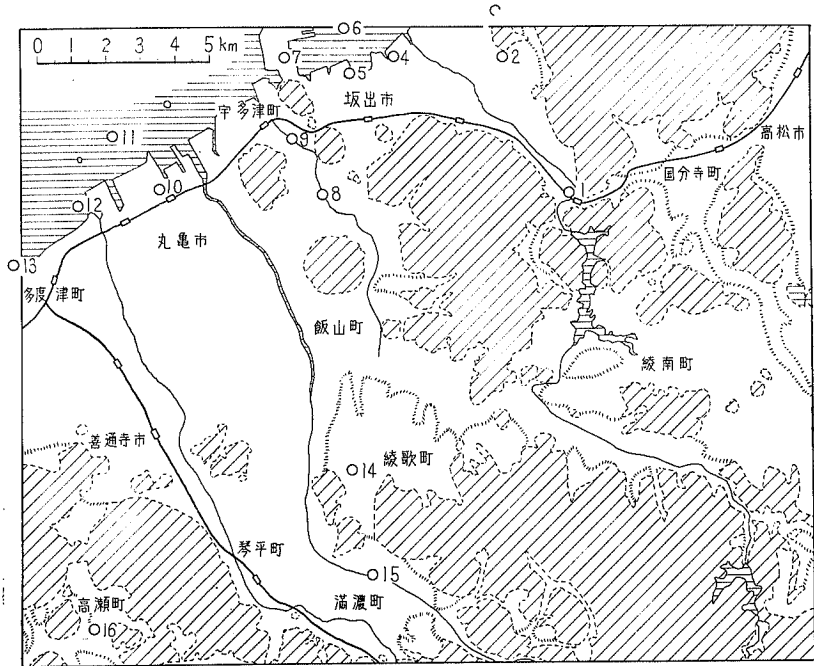 0 1 2 3 4 5 km
6
7
4
5
2
坂出市
宇多津町
高松市
11
9
国分寺町
10
8
1
12
丸亀市
13
多度津町
飯山町
綾南町
善通寺市
綾歌町
14
琴平町
満濃町
15
高瀬町
16